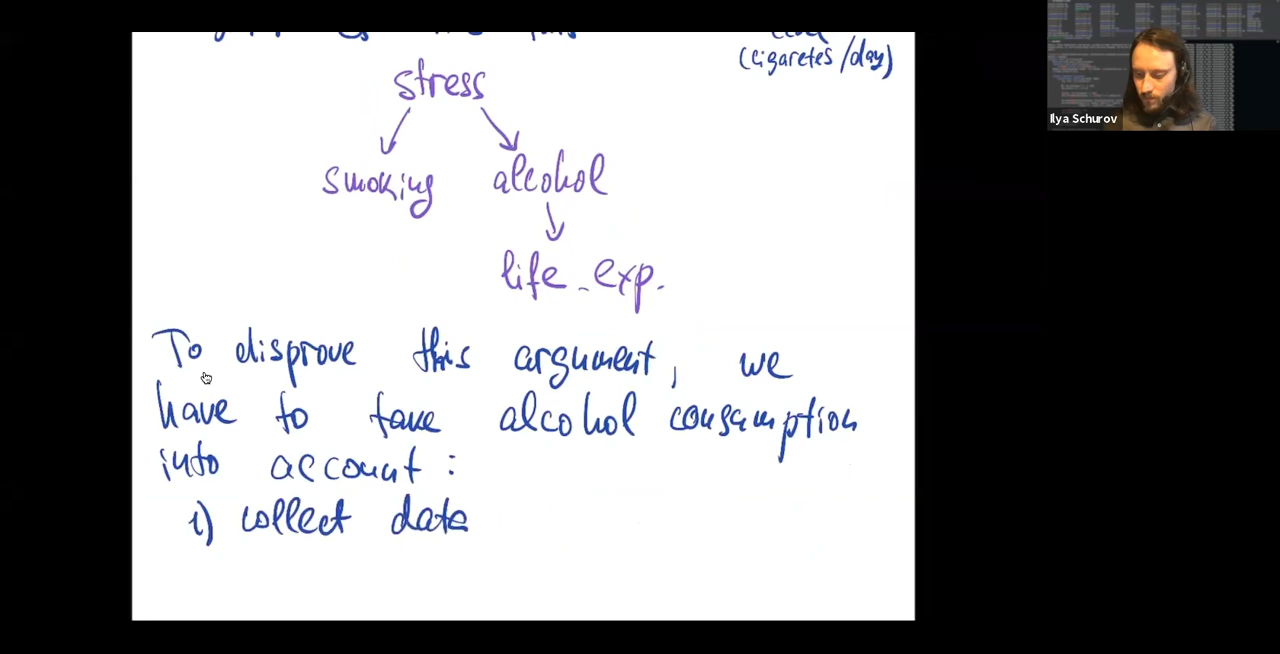 (cigaretes/day)
stress
smoking alcohol
life_exp.
To disprove this argument, we
have to take alcohol consumption
into account:
1) collect data
Ilya Schurov